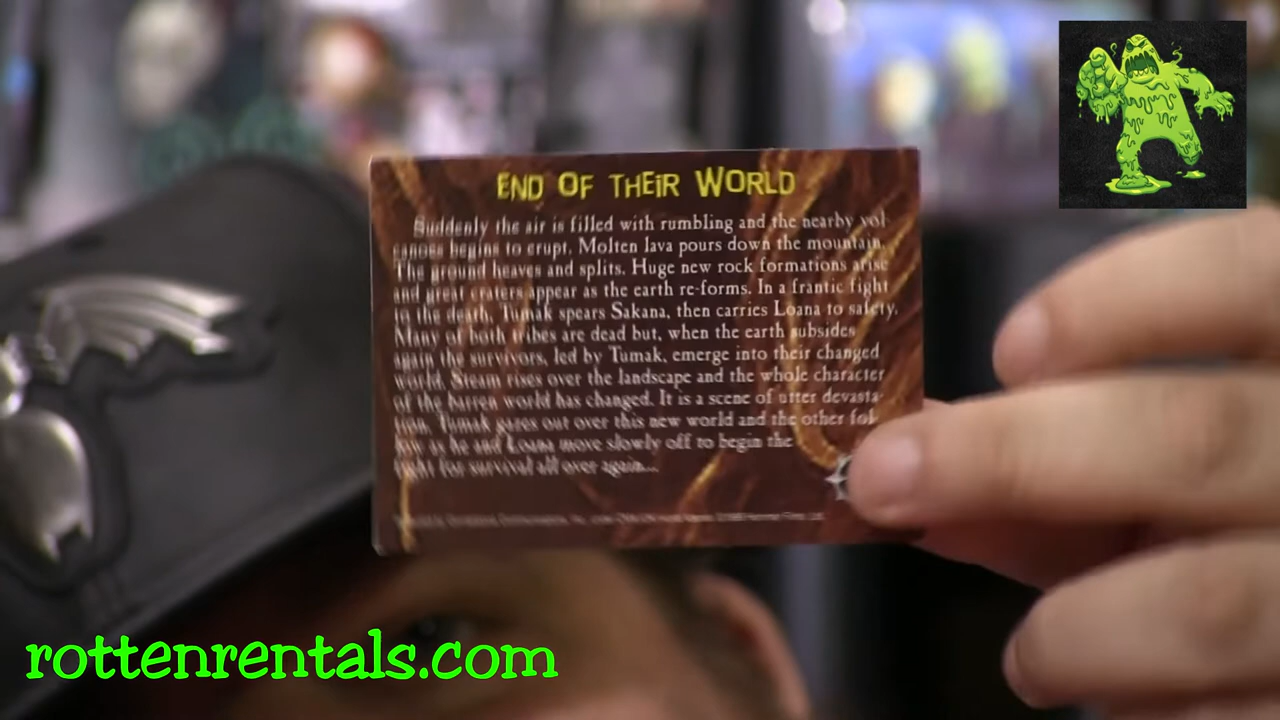 END OF THEiR WORLD
Suddenly the air is filled with rumbling and the nearby vol-
canoe begins to erupt. Molten lava pours down the mountain.
The ground heaves and splits. Huge new rock formations arise
and great craters appear as the earth re-forms. In a frantic fight
to the death, Tumak spears Sakana, then carries Loana to safety.
Many of both tribes are dead but, when the earth subsides
again the survivors, led by Tumak, emerge into their changed
world. Steam rises over the landscape and the whole character
of the barren world has changed. It is a scene of utter devasta-
tion. Tumak gazes out over this new world and the other fol-
low as he and Loana move slowly off to begin the
fight for survival all over again...
rottenrentals.com